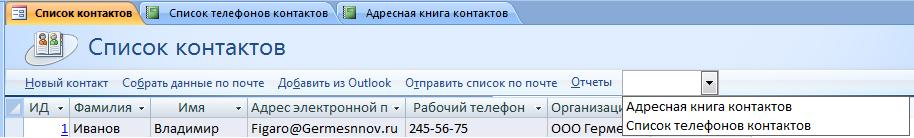 Список контактов Список телефонов контактов Адресная книга контактов
Список контактов
Новый контакт Собрать данные по почте Добавить из Outlook Отправить список по почте Отчеты
ИД Фамилия Имя Адрес электронной п Рабочий телефон Организаци
Адресная книга контактов
1 Иванов Владимир Figaro@Germesnnov.ru 245-56-75 ООО Герме
Список телефонов контактов